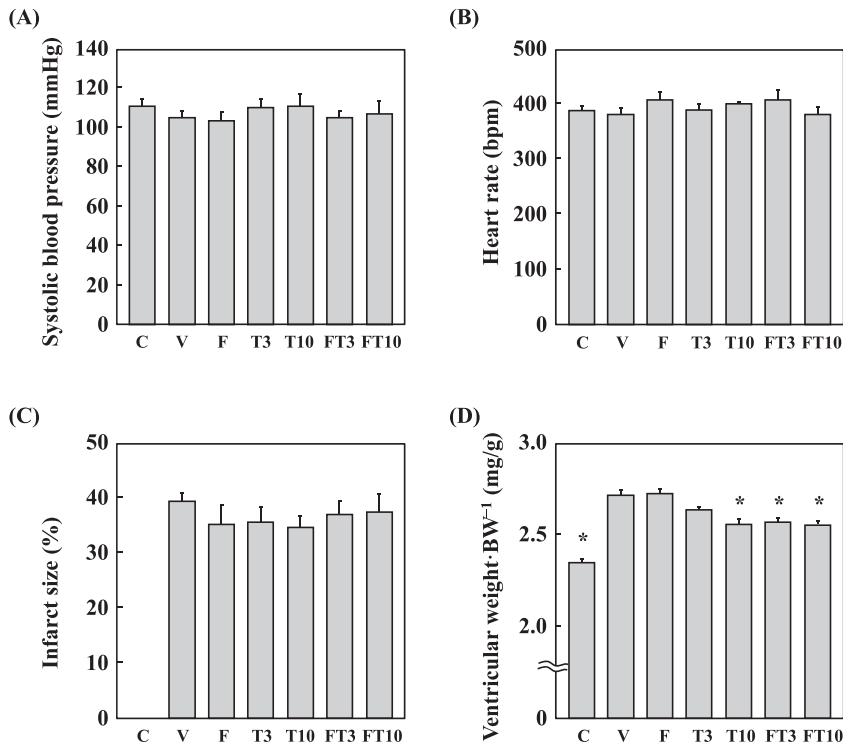 (A)
Systolic blood pressure (mmHg)
140
120
100
80
60
40
20
0
C V F T3 T10 FT3 FT10
(B)
Heart rate (bpm)
500
400
300
200
100
0
C V F T3 T10 FT3 FT10
(C)
Infarct size (%)
50
40
30
20
10
0
C V F T3 T10 FT3 FT10
(D)
Ventricular weight·BW⁻¹ (mg/g)
3.0
2.5
2.0
0
* * * *
C V F T3 T10 FT3 FT10